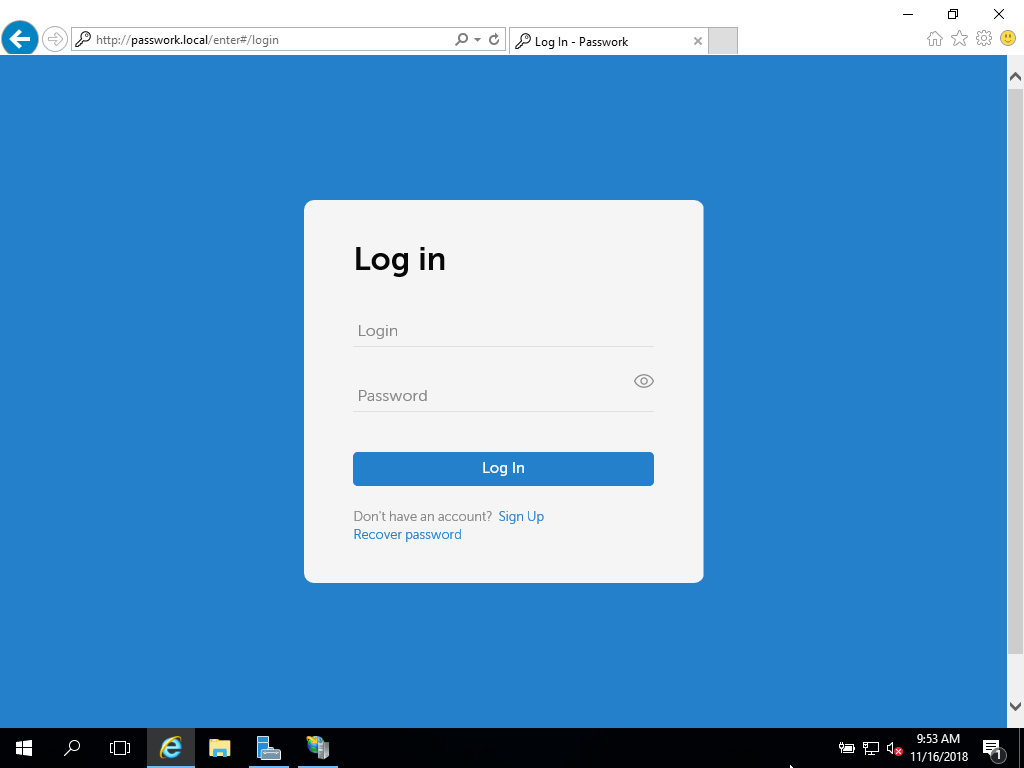 http://passwork.local/enter#/login
Log In - Passwork
Log in
Login
Password
Log In
Don't have an account? Sign Up
Recover password
9:53 AM
11/16/2018
1